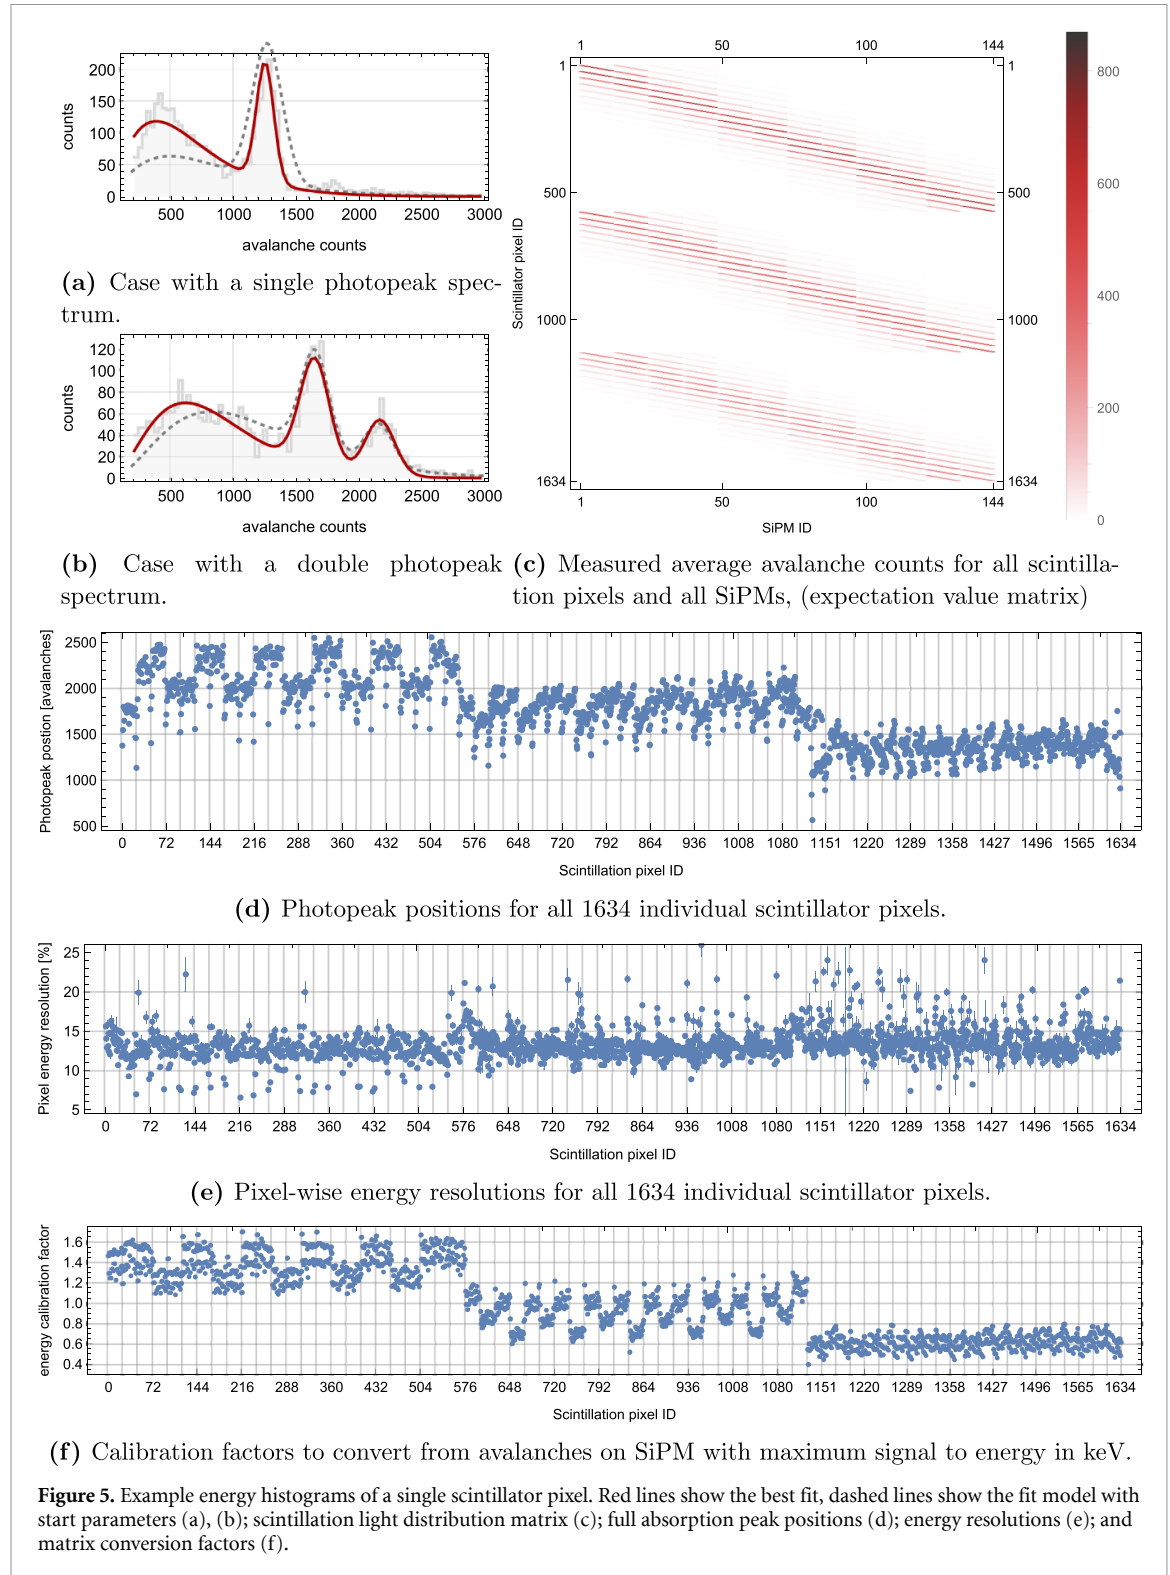 200
150
100
50
0
counts
500 1000 1500 2000 2500 3000
avalanche counts
(a) Case with a single photopeak spec-
trum.
120
100
80
60
40
20
0
counts
500 1000 1500 2000 2500 3000
avalanche counts
(b) Case with a double photopeak
spectrum.
1 50 100 144
1
500
1000
1634
Scintillator pixel ID
1
500
1000
1634
1 50 100 144
SiPM ID
800
600
400
200
0
(c) Measured average avalanche counts for all scintilla-
tion pixels and all SiPMs, (expectation value matrix)
Photopeak postion [avalanches]
2500
2000
1500
1000
500
0 72 144 216 288 360 432 504 576 648 720 792 864 936 1008 1080 1151 1220 1289 1358 1427 1496 1565 1634
Scintillation pixel ID
(d) Photopeak positions for all 1634 individual scintillator pixels.
Pixel energy resolution [%]
25
20
15
10
5
0 72 144 216 288 360 432 504 576 648 720 792 864 936 1008 1080 1151 1220 1289 1358 1427 1496 1565 1634
Scintillation pixel ID
(e) Pixel-wise energy resolutions for all 1634 individual scintillator pixels.
energy calibration factor
1.6
1.4
1.2
1.0
0.8
0.6
0.4
0 72 144 216 288 360 432 504 576 648 720 792 864 936 1008 1080 1151 1220 1289 1358 1427 1496 1565 1634
Scintillation pixel ID
(f) Calibration factors to convert from avalanches on SiPM with maximum signal to energy in keV.
Figure 5. Example energy histograms of a single scintillator pixel. Red lines show the best fit, dashed lines show the fit model with
start parameters (a), (b); scintillation light distribution matrix (c); full absorption peak positions (d); energy resolutions (e); and
matrix conversion factors (f).